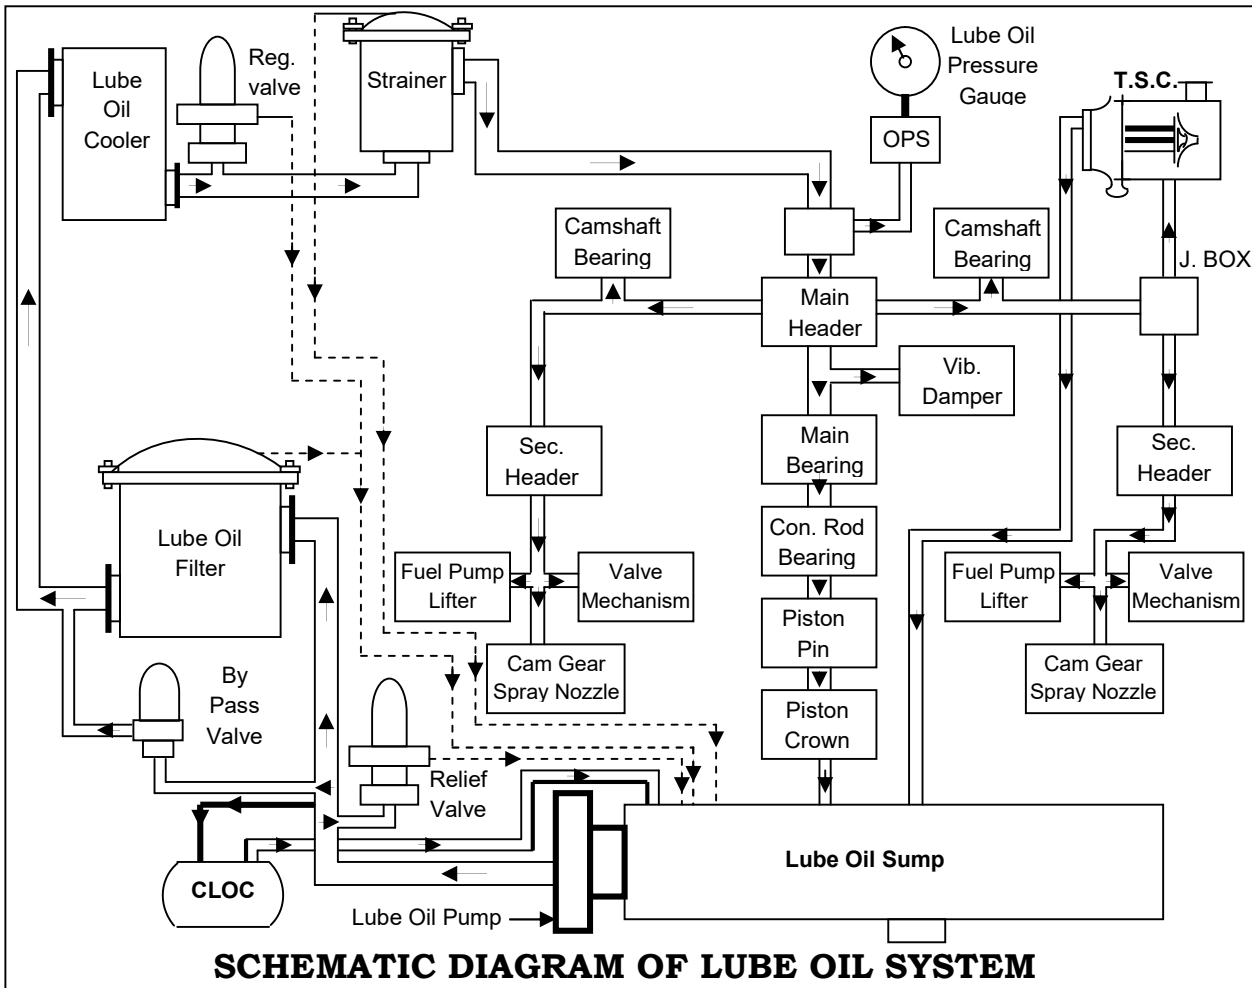 Lube
Oil
Cooler
Reg.
valve
Strainer
Lube Oil
Pressure
Gauge
OPS
T.S.C.
Camshaft
Bearing
Camshaft
Bearing
J. BOX
Main
Header
Vib.
Damper
Sec.
Header
Main
Bearing
Sec.
Header
Lube Oil
Filter
Con. Rod
Bearing
Fuel Pump
Lifter
Valve
Mechanism
Fuel Pump
Lifter
Valve
Mechanism
Piston
Pin
Cam Gear
Spray Nozzle
Cam Gear
Spray Nozzle
By
Pass
Valve
Piston
Crown
Relief
Valve
CLOC
Lube Oil Sump
Lube Oil Pump
SCHEMATIC DIAGRAM OF LUBE OIL SYSTEM